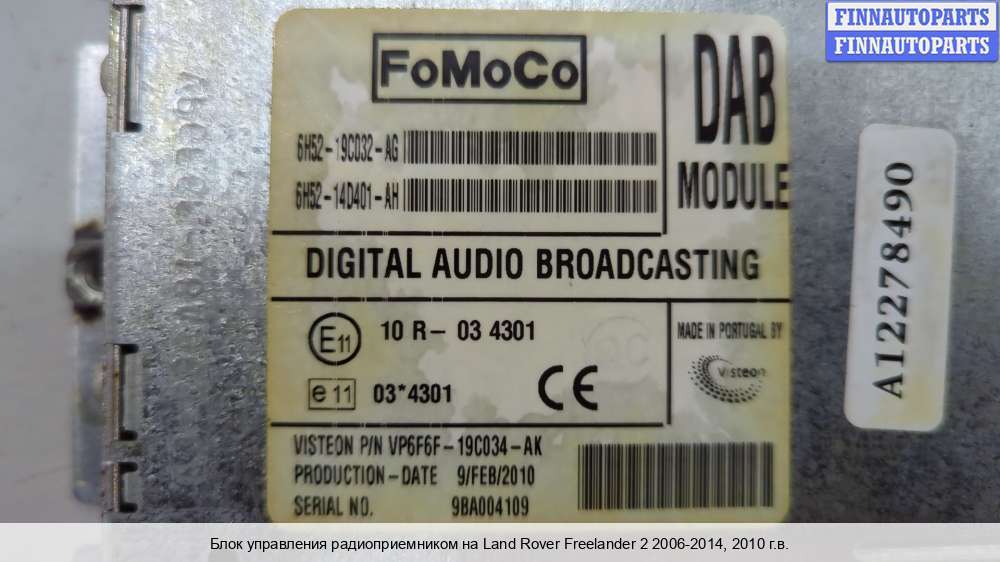 FINNAUTOPARTS
FINNAUTOPARTS
FoMoCo
DAB
MODULE
6H52-19C032-AG
6H52-14D401-AH
DIGITAL AUDIO BROADCASTING
E11 10 R - 03 4301
e 11 03*4301
CE
MADE IN PORTUGAL BY
Visteon
VISTEON P/N VP6F6F-19C034-AK
PRODUCTION-DATE 9/FEB/2010
SERIAL NO. 9BA004109
A12278490
Блок управления радиоприемником на Land Rover Freelander 2 2006-2014, 2010 г.в.